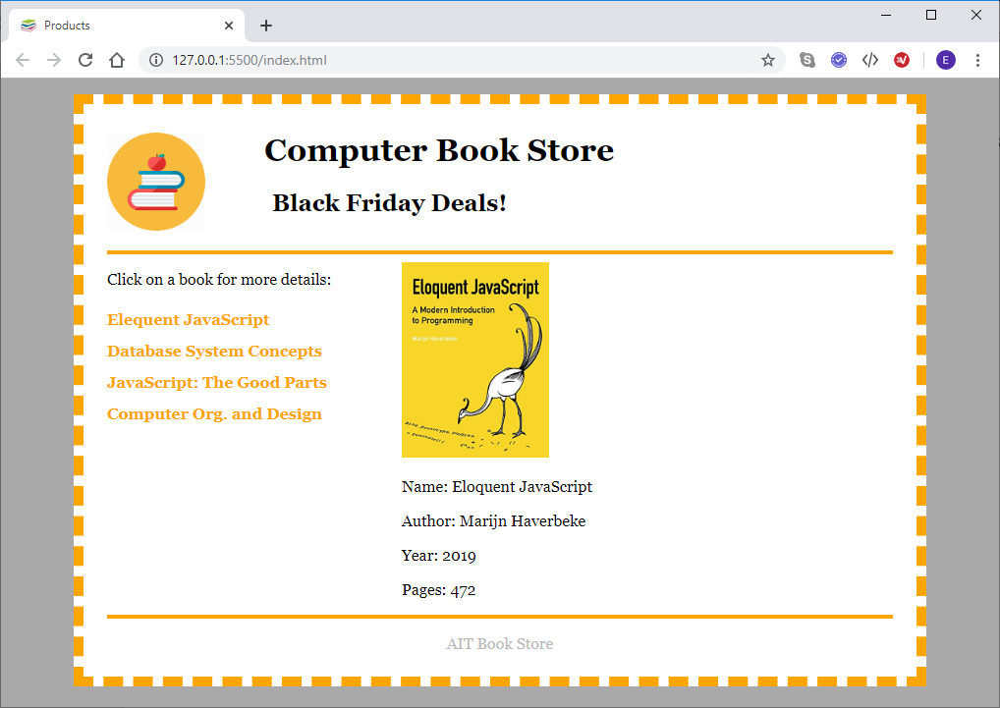 Products
127.0.0.1:5500/index.html
E
Computer Book Store
Black Friday Deals!
Click on a book for more details:
Elequent JavaScript
Database System Concepts
JavaScript: The Good Parts
Computer Org. and Design
Eloquent JavaScript
A Modern Introduction
to Programming
Marijn Haverbeke
Name: Eloquent JavaScript
Author: Marijn Haverbeke
Year: 2019
Pages: 472
AIT Book Store